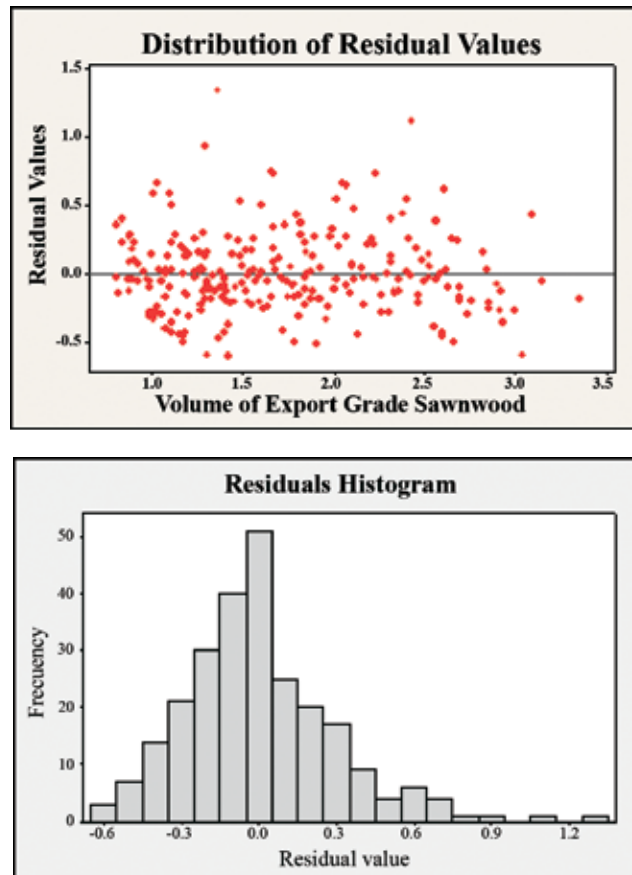 Distribution of Residual Values
1.5
1.0
0.5
0.0
-0.5
Residual Values
1.0 1.5 2.0 2.5 3.0 3.5
Volume of Export Grade Sawnwood
Residuals Histogram
50
40
30
20
10
0
Frecuency
-0.6 -0.3 0.0 0.3 0.6 0.9 1.2
Residual value